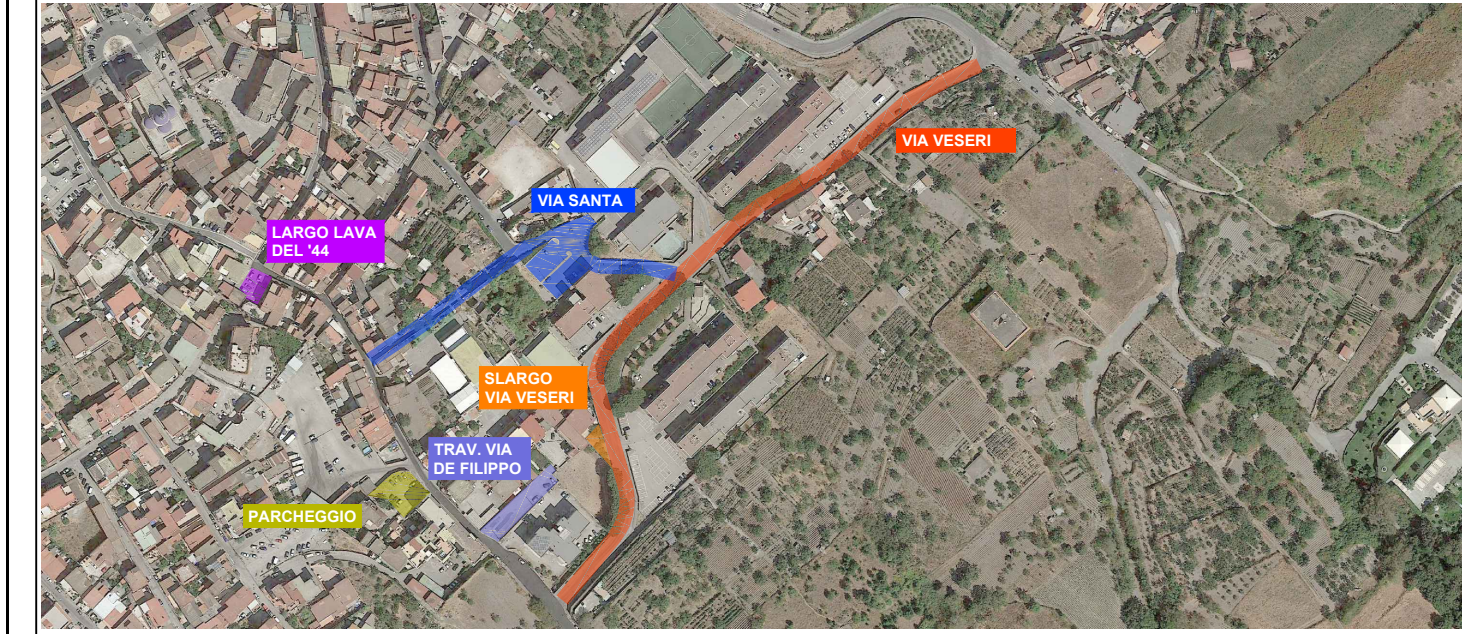 VIA VESERI
VIA SANTA
LARGO LAVA
DEL '44
SLARGO
VIA VESERI
TRAV. VIA
DE FILIPPO
PARCHEGGIO